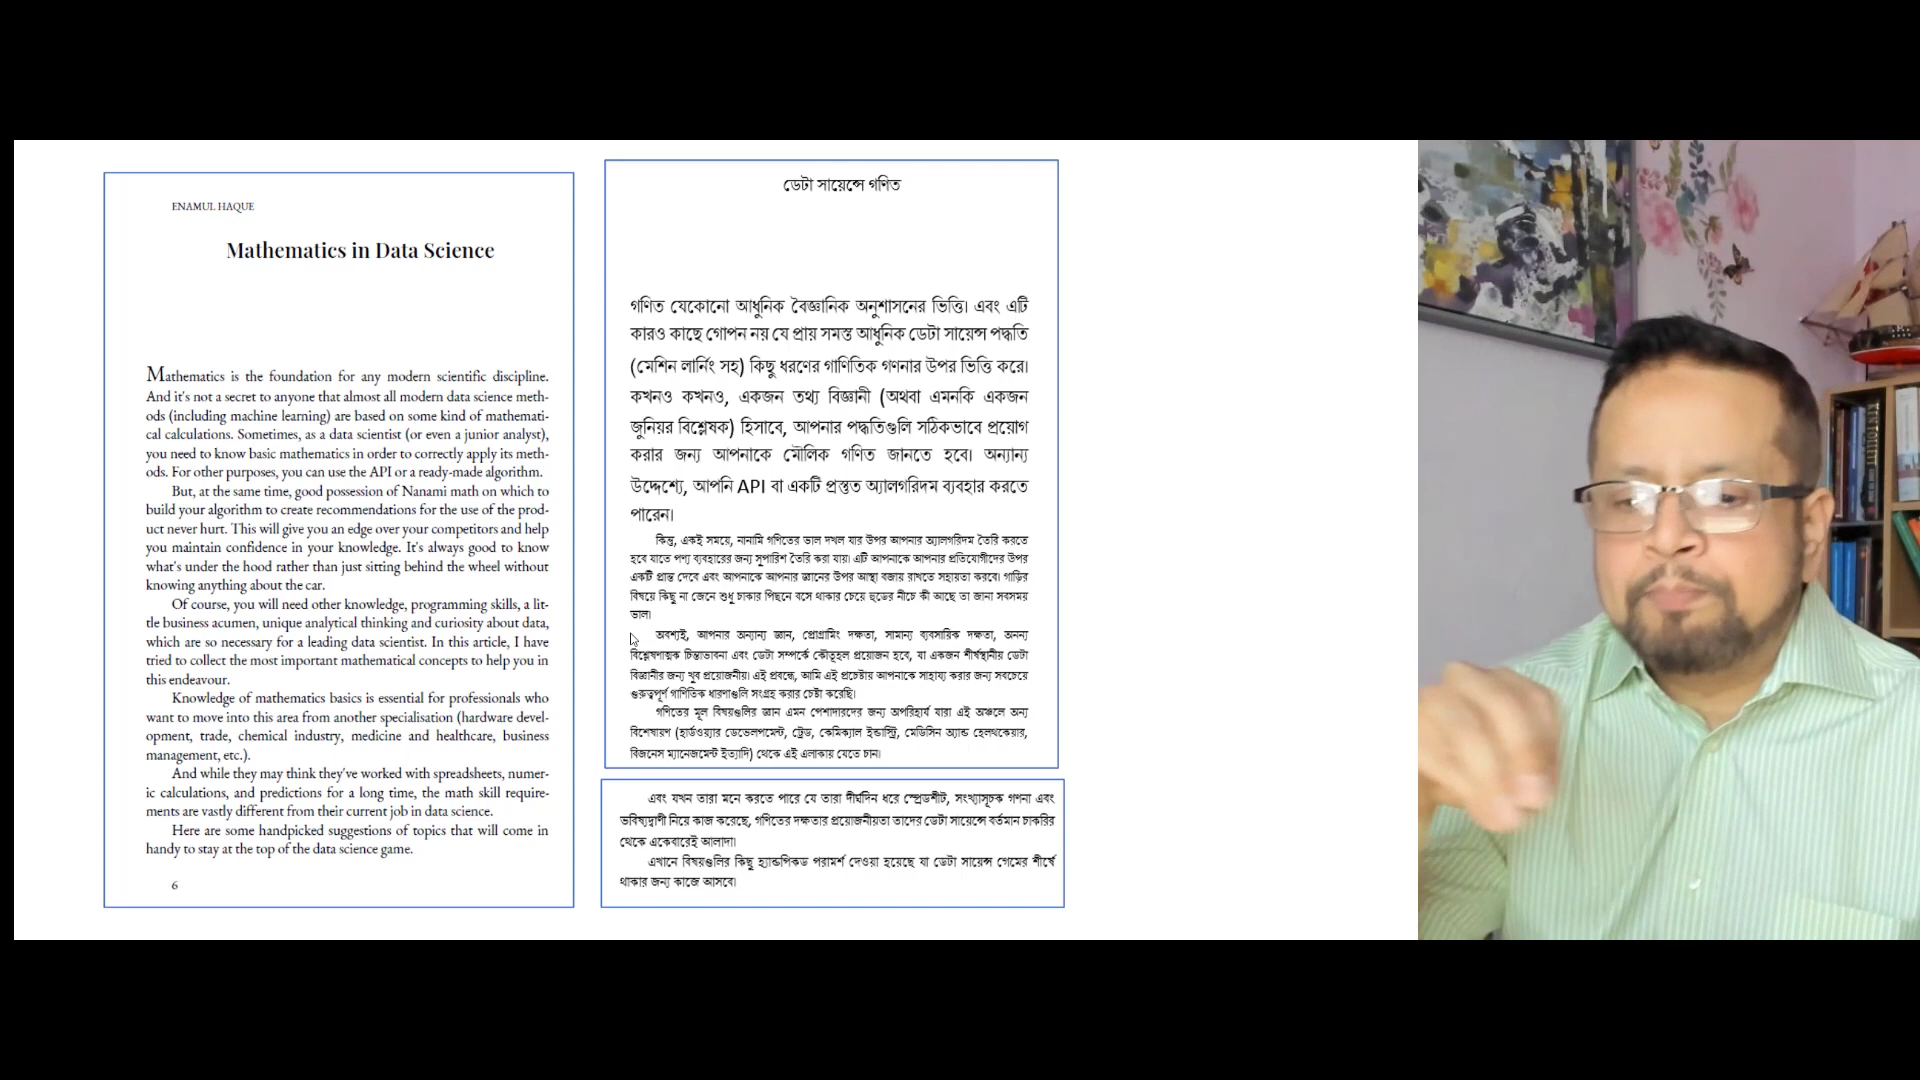 ENAMUL HAQUE
Mathematics in Data Science
Mathematics is the foundation for any modern scientific discipline.
And it's not a secret to anyone that almost all modern data science meth-
ods (including machine learning) are based on some kind of mathemati-
cal calculations. Sometimes, as a data scientist (or even a junior analyst),
you need to know basic mathematics in order to correctly apply its meth-
ods. For other purposes, you can use the API or a ready-made algorithm.
But, at the same time, good possession of Nanami math on which to
build your algorithm to create recommendations for the use of the prod-
uct never hurt. This will give you an edge over your competitors and help
you maintain confidence in your knowledge. It's always good to know
what's under the hood rather than just sitting behind the wheel without
knowing anything about the car.
Of course, you will need other knowledge, programming skills, a lit-
tle business acumen, unique analytical thinking and curiosity about data,
which are so necessary for a leading data scientist. In this article, I have
tried to collect the most important mathematical concepts to help you in
this endeavour.
Knowledge of mathematics basics is essential for professionals who
want to move into this area from another specialisation (hardware devel-
opment, trade, chemical industry, medicine and healthcare, business
management, etc.).
And while they may think they've worked with spreadsheets, numer-
ic calculations, and predictions for a long time, the math skill require-
ments are vastly different from their current job in data science.
Here are some handpicked suggestions of topics that will come in
handy to stay at the top of the data science game.
6
ডেটা সায়েন্সে গণিত
গণিত যেকোনো আধুনিক বৈজ্ঞানিক অনুশাসনের ভিত্তি। এবং এটি
কারও কাছে গোপন নয় যে প্রায় সমস্ত আধুনিক ডেটা সায়েন্স পদ্ধতি
(মেশিন লার্নিং সহ) কিছু ধরণের গাণিতিক গণনার উপর ভিত্তি করে।
কখনও কখনও, একজন তথ্য বিজ্ঞানী (অথবা এমনকি একজন
জুনিয়র বিশ্লেষক) হিসাবে, আপনার পদ্ধতিগুলি সঠিকভাবে প্রয়োগ
করার জন্য আপনাকে মৌলিক গণিত জানতে হবে। অন্যান্য
উদ্দেশ্যে, আপনি API বা একটি প্রস্তুত অ্যালগরিদম ব্যবহার করতে
পারেন।
কিন্তু, একই সময়ে, নানামি গণিতের ভাল দখল যার উপর আপনার অ্যালগরিদম তৈরি করতে
হবে যাতে পণ্য ব্যবহারের জন্য সুপারিশ তৈরি করা যায়। এটি আপনাকে আপনার প্রতিযোগীদের উপর
একটি প্রান্ত দেবে এবং আপনাকে আপনার জ্ঞানের উপর আস্থা বজায় রাখতে সহায়তা করবে। গাড়ির
বিষয়ে কিছু না জেনে শুধু চাকার পিছনে বসে থাকার চেয়ে হুডের নীচে কী আছে তা জানা সবসময়
ভাল।
অবশ্যই, আপনার অন্যান্য জ্ঞান, প্রোগ্রামিং দক্ষতা, সামান্য ব্যবসায়িক দক্ষতা, অনন্য
বিশ্লেষণাত্মক চিন্তাভাবনা এবং ডেটা সম্পর্কে কৌতূহল প্রয়োজন হবে, যা একজন শীর্ষস্থানীয় ডেটা
বিজ্ঞানীর জন্য খুব প্রয়োজনীয়। এই প্রবন্ধে, আমি এই প্রচেষ্টায় আপনাকে সাহায্য করার জন্য সবচেয়ে
গুরুত্বপূর্ণ গাণিতিক ধারণাগুলি সংগ্রহ করার চেষ্টা করেছি।
গণিতের মূল বিষয়গুলির জ্ঞান এমন পেশাদারদের জন্য অপরিহার্য যারা এই অঞ্চলে অন্য
বিশেষায়ণ (হার্ডওয়্যার ডেভেলপমেন্ট, ট্রেড, কেমিক্যাল ইন্ডাস্ট্রি, মেডিসিন অ্যান্ড হেলথকেয়ার,
বিজনেস ম্যানেজমেন্ট ইত্যাদি) থেকে এই এলাকায় যেতে চান।
এবং যখন তারা মনে করতে পারে যে তারা দীর্ঘদিন ধরে স্প্রেডশীট, সংখ্যাসূচক গণনা এবং
ভবিষ্যদ্বাণী নিয়ে কাজ করেছে, গণিতের দক্ষতার প্রয়োজনীয়তা তাদের ডেটা সায়েন্সে বর্তমান চাকরির
থেকে একেবারেই আলাদা।
এখানে বিষয়গুলির কিছু হ্যান্ডপিকড পরামর্শ দেওয়া হয়েছে যা ডেটা সায়েন্স গেমের শীর্ষে
থাকার জন্য কাজে আসবে।